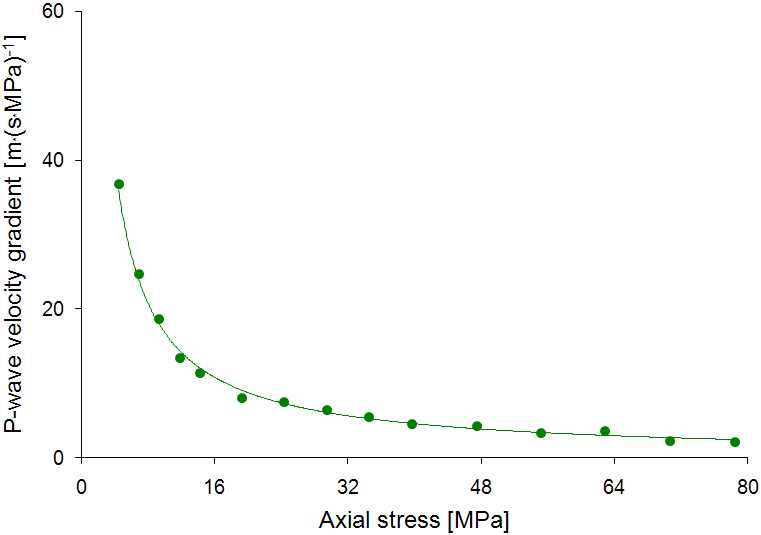 P-wave velocity gradient [m·(s·MPa)⁻¹]
60
40
20
0
0 16 32 48 64 80
Axial stress [MPa]